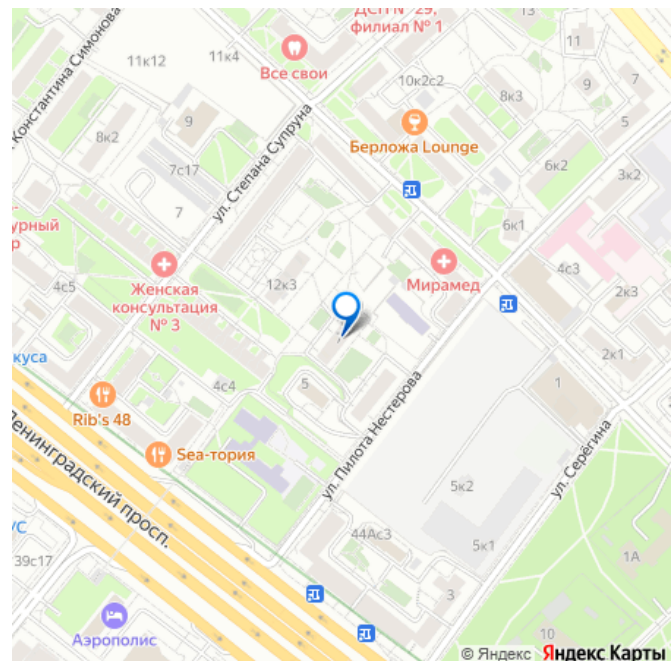 ДСП № 29,
филиал № 1
11
11к4
11к12
Все свои
9
7
10к2с2
8к3
5
ул. Константина Симонова
9
8к2
Берложа Lounge
ул. Степана Супруна
7с17
6к2
3к2
7
6к1
урный
р
12к3
Мирамед
4с3
2к3
Женская
консультация
№ 3
4с5
2к1
куса
4с4
5
1
Rib's 48
Sea-тория
ул. Пилота Нестерова
ул. Серёгина
Ленинградский просп.
5к2
УС
44Ас3
5к1
39с17
1А
3
Аэрополис
10
© Яндекс Яндекс Карты